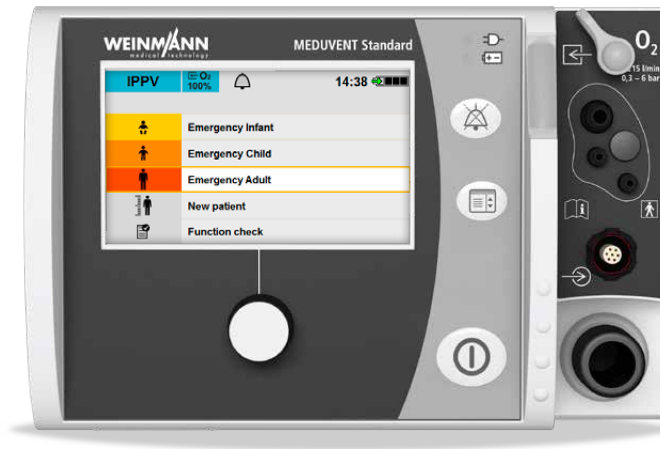 WEINMANN
medical technology
MEDUVENT Standard
IPPV
O₂
100%
14:38
Emergency Infant
Emergency Child
Emergency Adult
New patient
Function check
O₂
15 l/min
0,3 – 6 bar